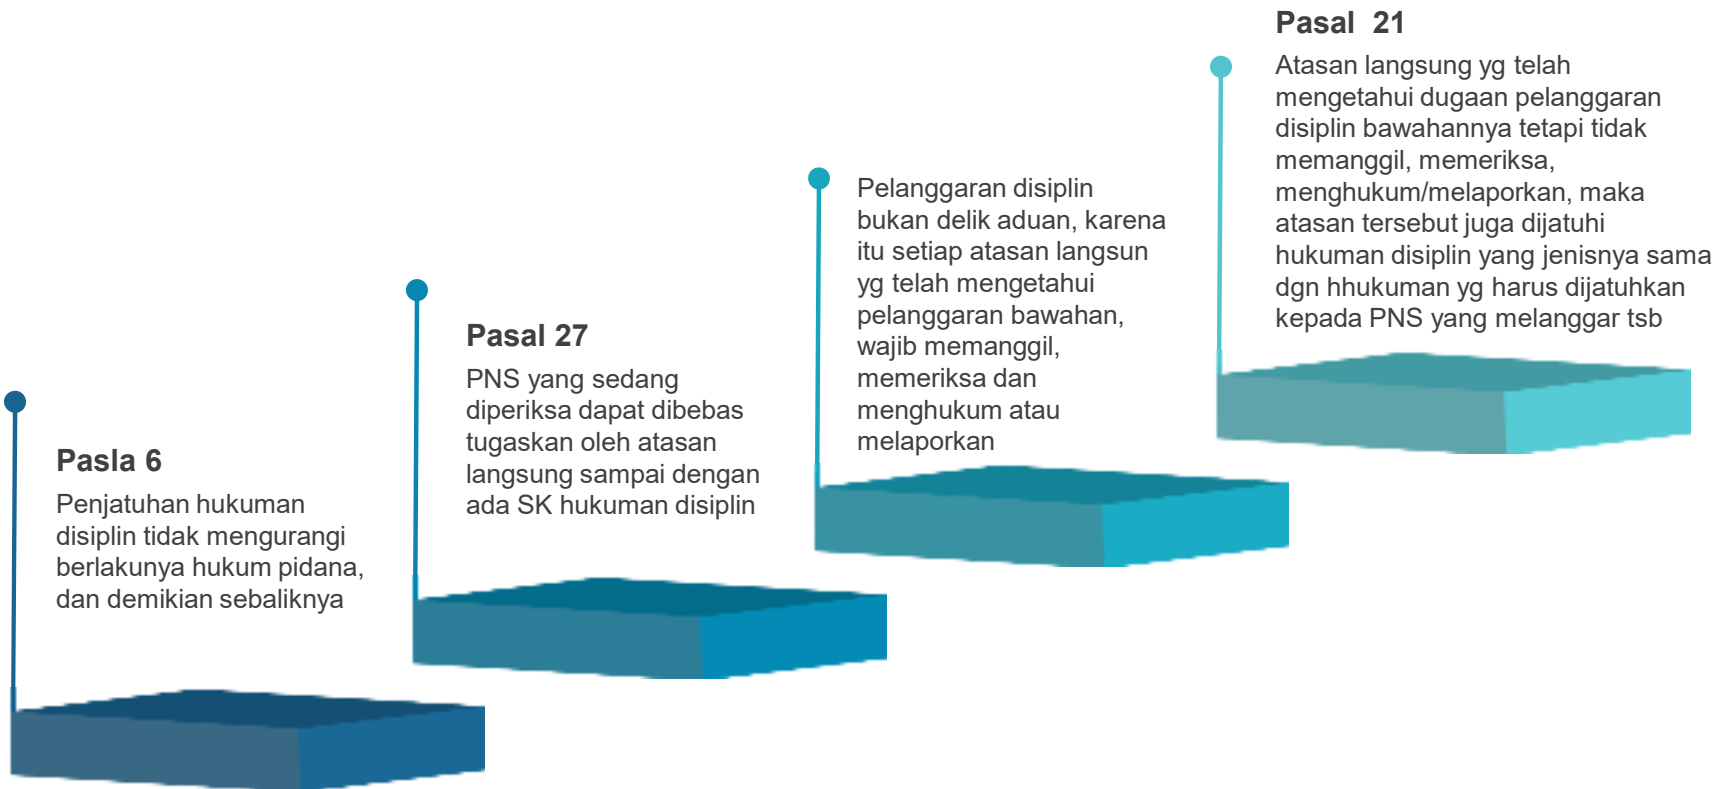 Pasla 6
Penjatuhan hukuman
disiplin tidak mengurangi
berlakunya hukum pidana,
dan demikian sebaliknya
Pasal 27
PNS yang sedang
diperiksa dapat dibebas
tugaskan oleh atasan
langsung sampai dengan
ada SK hukuman disiplin
Pelanggaran disiplin
bukan delik aduan, karena
itu setiap atasan langsun
yg telah mengetahui
pelanggaran bawahan,
wajib memanggil,
memeriksa dan
menghukum atau
melaporkan
Pasal  21
Atasan langsung yg telah
mengetahui dugaan pelanggaran
disiplin bawahannya tetapi tidak
memanggil, memeriksa,
menghukum/melaporkan, maka
atasan tersebut juga dijatuhi
hukuman disiplin yang jenisnya sama
dgn hhukuman yg harus dijatuhkan
kepada PNS yang melanggar tsb